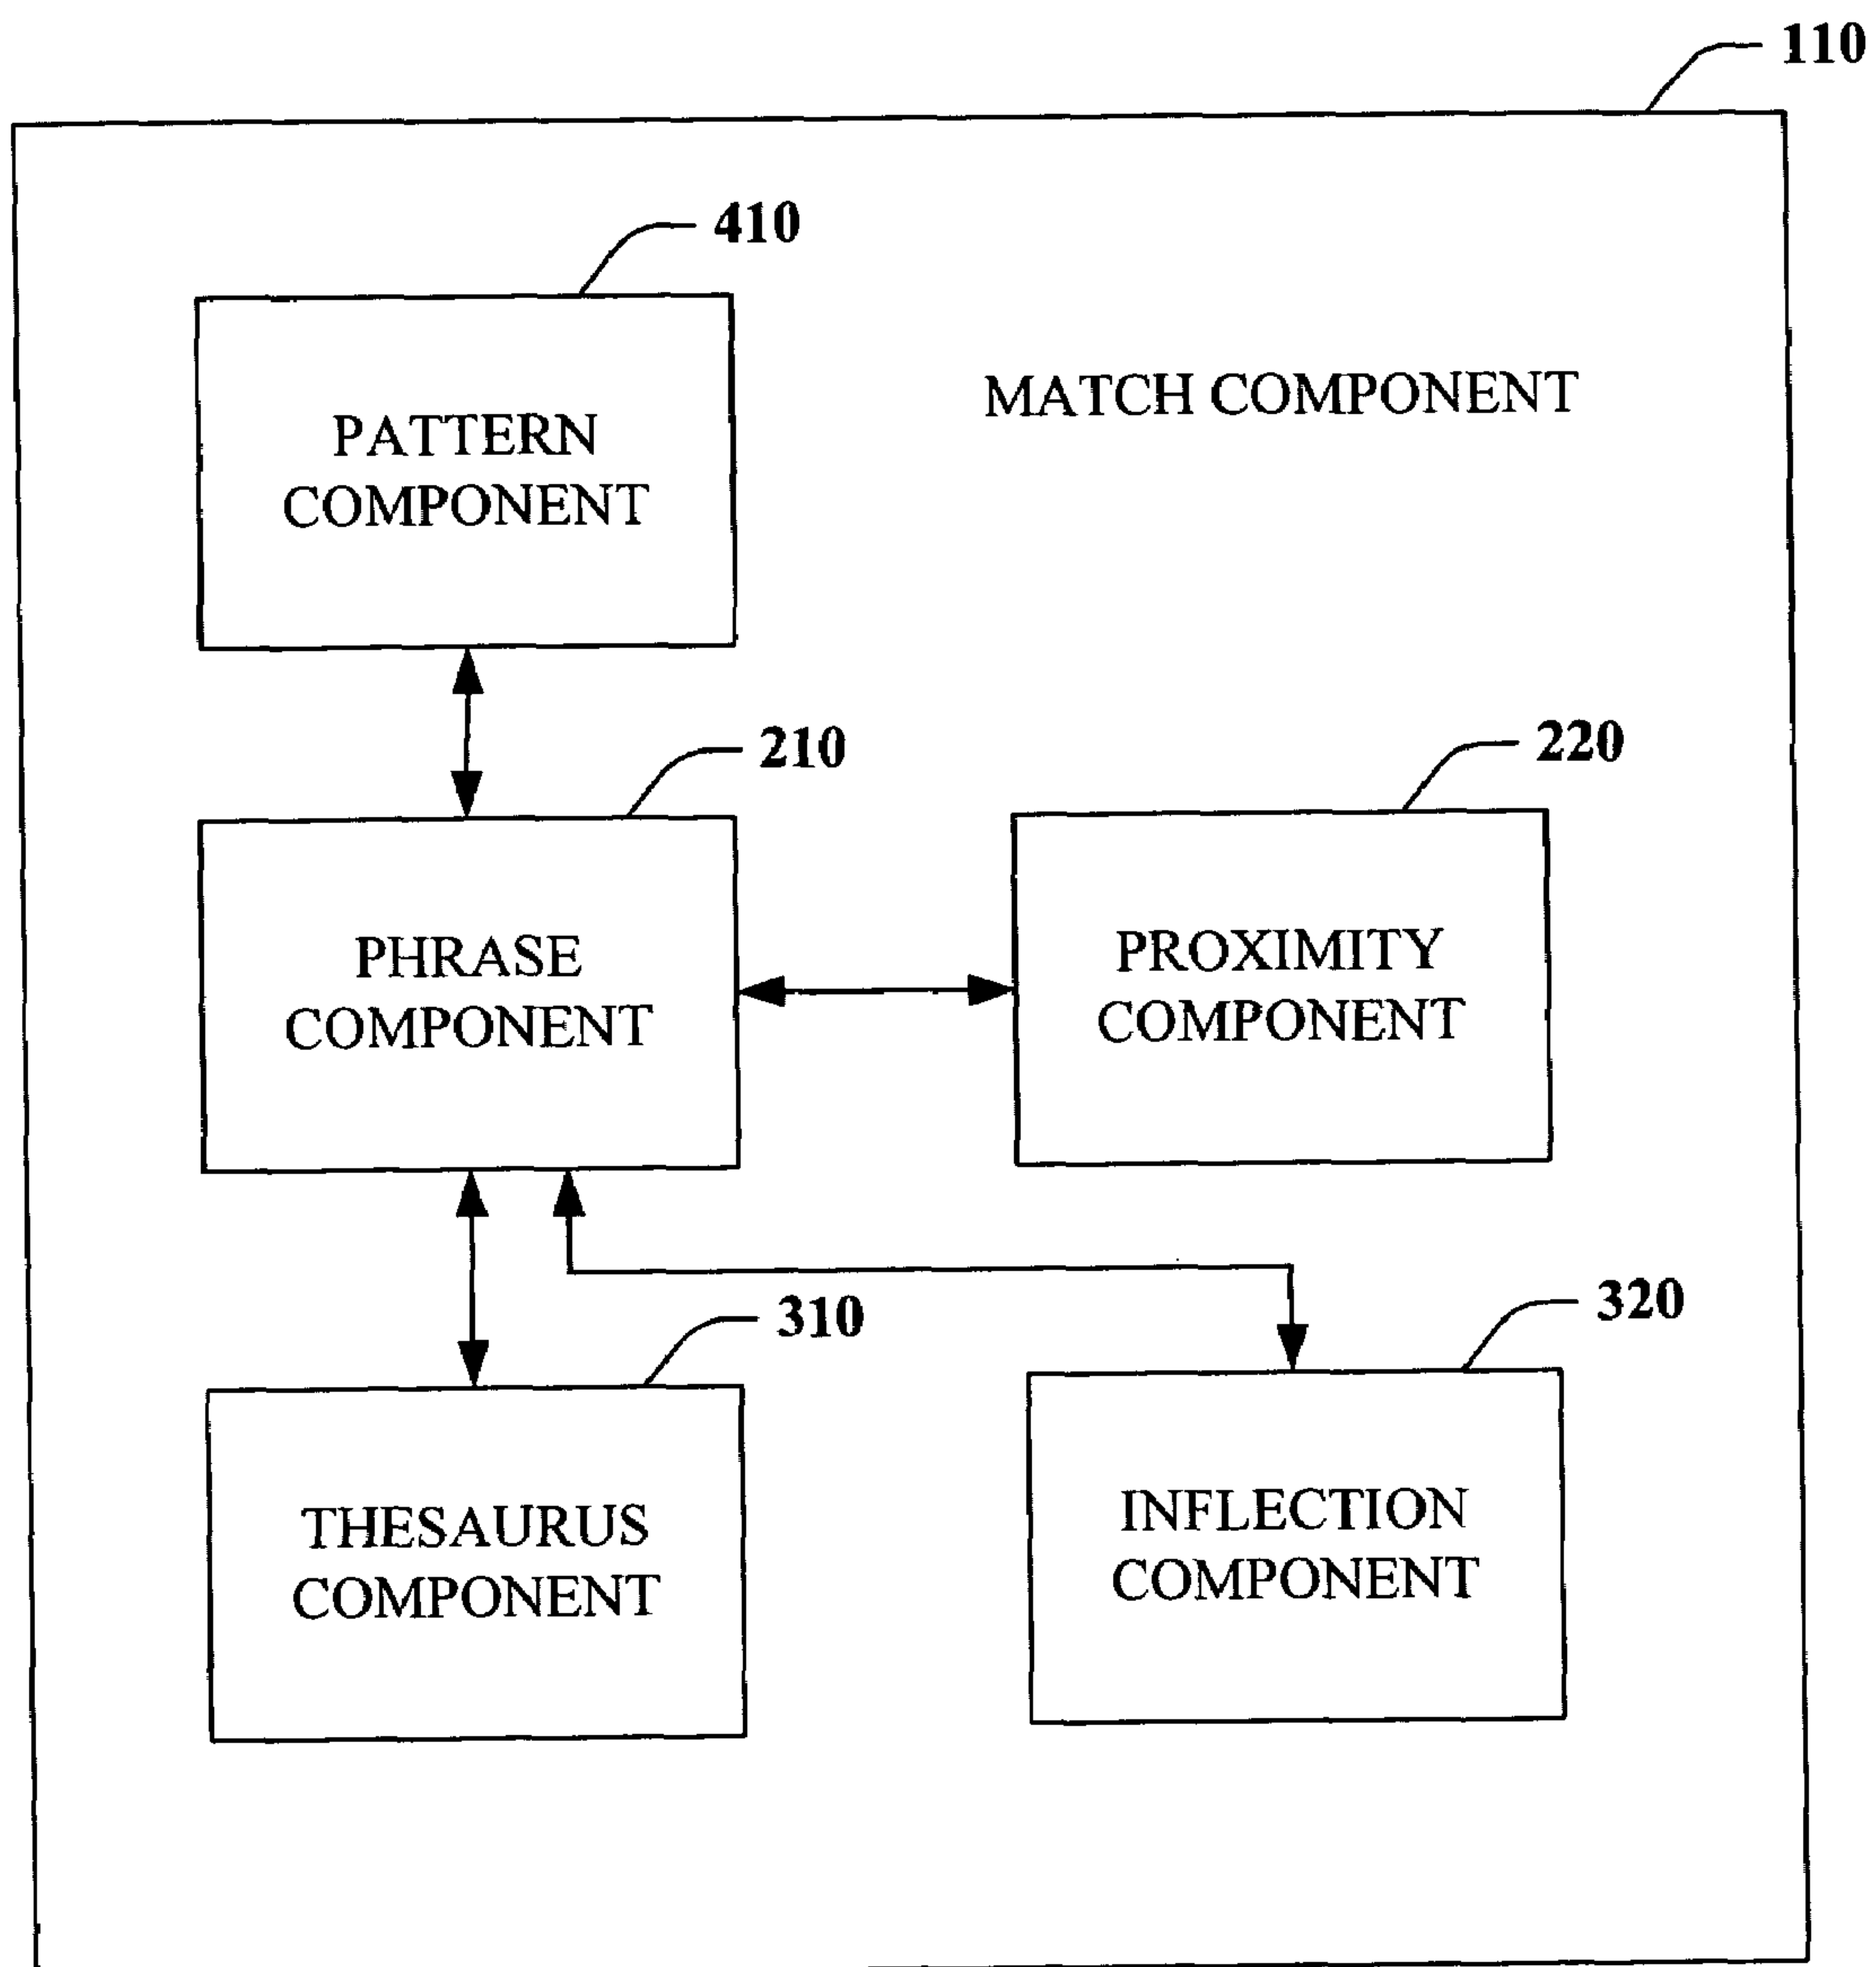 110
410
PATTERN
COMPONENT
MATCH COMPONENT
210
220
PHRASE
COMPONENT
PROXIMITY
COMPONENT
310
320
THESAURUS
COMPONENT
INFLECTION
COMPONENT